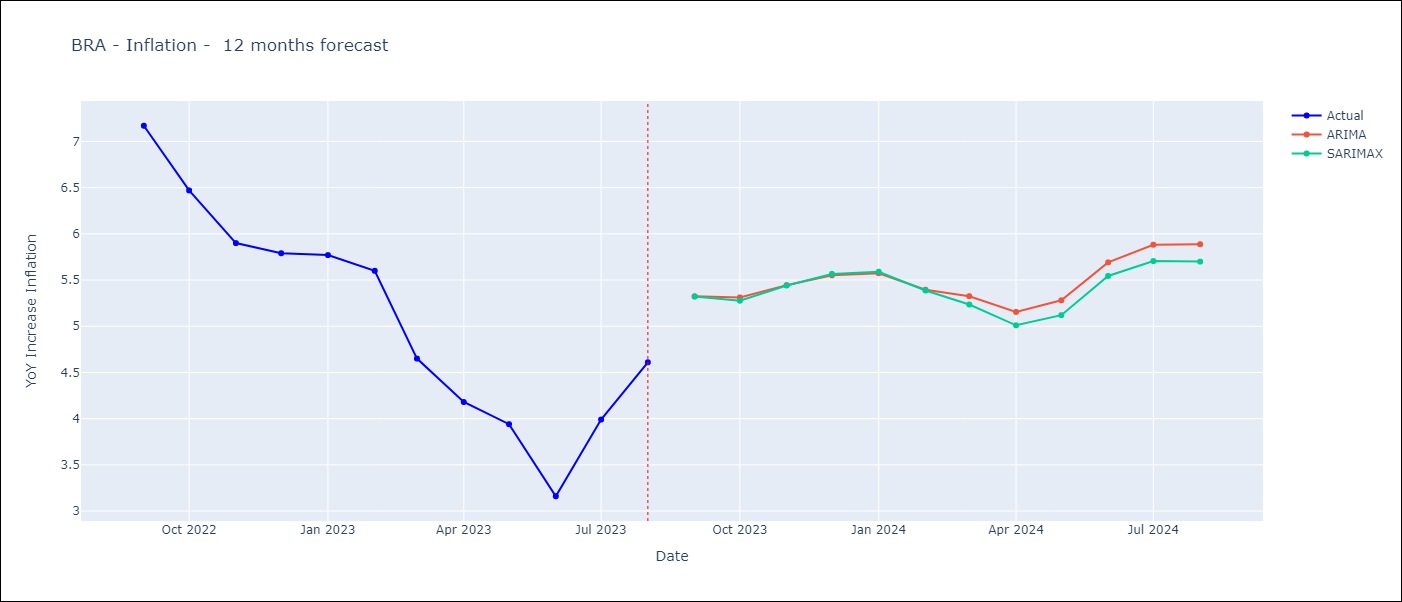 BRA - Inflation -  12 months forecast
Actual
ARIMA
SARIMAX
YoY Increase Inflation
7
6.5
6
5.5
5
4.5
4
3.5
3
Oct 2022
Jan 2023
Apr 2023
Jul 2023
Oct 2023
Jan 2024
Apr 2024
Jul 2024
Date